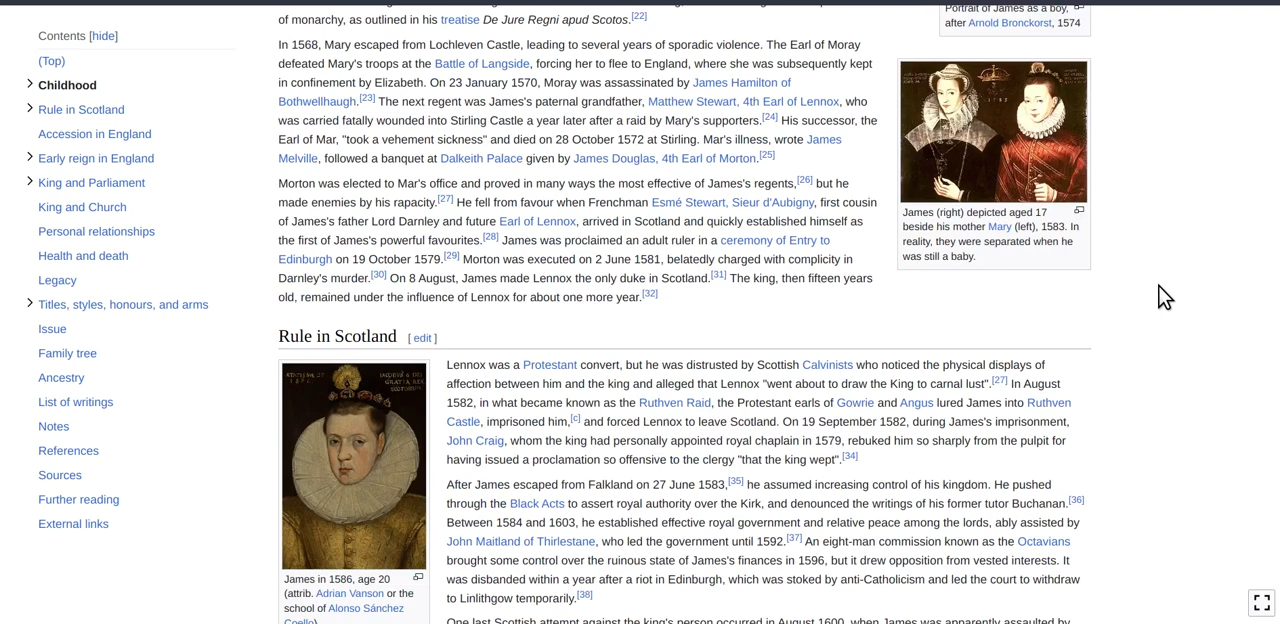 Contents [hide]
(Top)
Childhood
Rule in Scotland
Accession in England
Early reign in England
King and Parliament
King and Church
Personal relationships
Health and death
Legacy
Titles, styles, honours, and arms
Issue
Family tree
Ancestry
List of writings
Notes
References
Sources
Further reading
External links
of monarchy, as outlined in his treatise De Jure Regni apud Scotos.[22]
In 1568, Mary escaped from Lochleven Castle, leading to several years of sporadic violence. The Earl of Moray
defeated Mary's troops at the Battle of Langside, forcing her to flee to England, where she was subsequently kept
in confinement by Elizabeth. On 23 January 1570, Moray was assassinated by James Hamilton of
Bothwellhaugh.[23] The next regent was James's paternal grandfather, Matthew Stewart, 4th Earl of Lennox, who
was carried fatally wounded into Stirling Castle a year later after a raid by Mary's supporters.[24] His successor, the
Earl of Mar, "took a vehement sickness" and died on 28 October 1572 at Stirling. Mar's illness, wrote James
Melville, followed a banquet at Dalkeith Palace given by James Douglas, 4th Earl of Morton.[25]
Morton was elected to Mar's office and proved in many ways the most effective of James's regents,[26] but he
made enemies by his rapacity.[27] He fell from favour when Frenchman Esmé Stewart, Sieur d'Aubigny, first cousin
of James's father Lord Darnley and future Earl of Lennox, arrived in Scotland and quickly established himself as
the first of James's powerful favourites.[28] James was proclaimed an adult ruler in a ceremony of Entry to
Edinburgh on 19 October 1579.[29] Morton was executed on 2 June 1581, belatedly charged with complicity in
Darnley's murder.[30] On 8 August, James made Lennox the only duke in Scotland.[31] The king, then fifteen years
old, remained under the influence of Lennox for about one more year.[32]
Portrait of James as a boy,
after Arnold Bronckorst, 1574
James (right) depicted aged 17
beside his mother Mary (left), 1583. In
reality, they were separated when he
was still a baby.
Rule in Scotland [ edit ]
James in 1586, age 20
(attrib. Adrian Vanson or the
school of Alonso Sánchez
Coello)
Lennox was a Protestant convert, but he was distrusted by Scottish Calvinists who noticed the physical displays of
affection between him and the king and alleged that Lennox "went about to draw the King to carnal lust".[27] In August
1582, in what became known as the Ruthven Raid, the Protestant earls of Gowrie and Angus lured James into Ruthven
Castle, imprisoned him,[c] and forced Lennox to leave Scotland. On 19 September 1582, during James's imprisonment,
John Craig, whom the king had personally appointed royal chaplain in 1579, rebuked him so sharply from the pulpit for
having issued a proclamation so offensive to the clergy "that the king wept".[34]
After James escaped from Falkland on 27 June 1583,[35] he assumed increasing control of his kingdom. He pushed
through the Black Acts to assert royal authority over the Kirk, and denounced the writings of his former tutor Buchanan.[36]
Between 1584 and 1603, he established effective royal government and relative peace among the lords, ably assisted by
John Maitland of Thirlestane, who led the government until 1592.[37] An eight-man commission known as the Octavians
brought some control over the ruinous state of James's finances in 1596, but it drew opposition from vested interests. It
was disbanded within a year after a riot in Edinburgh, which was stoked by anti-Catholicism and led the court to withdraw
to Linlithgow temporarily.[38]
One last Scottish attempt against the king's person occurred in August 1600, when James was apparently assaulted by